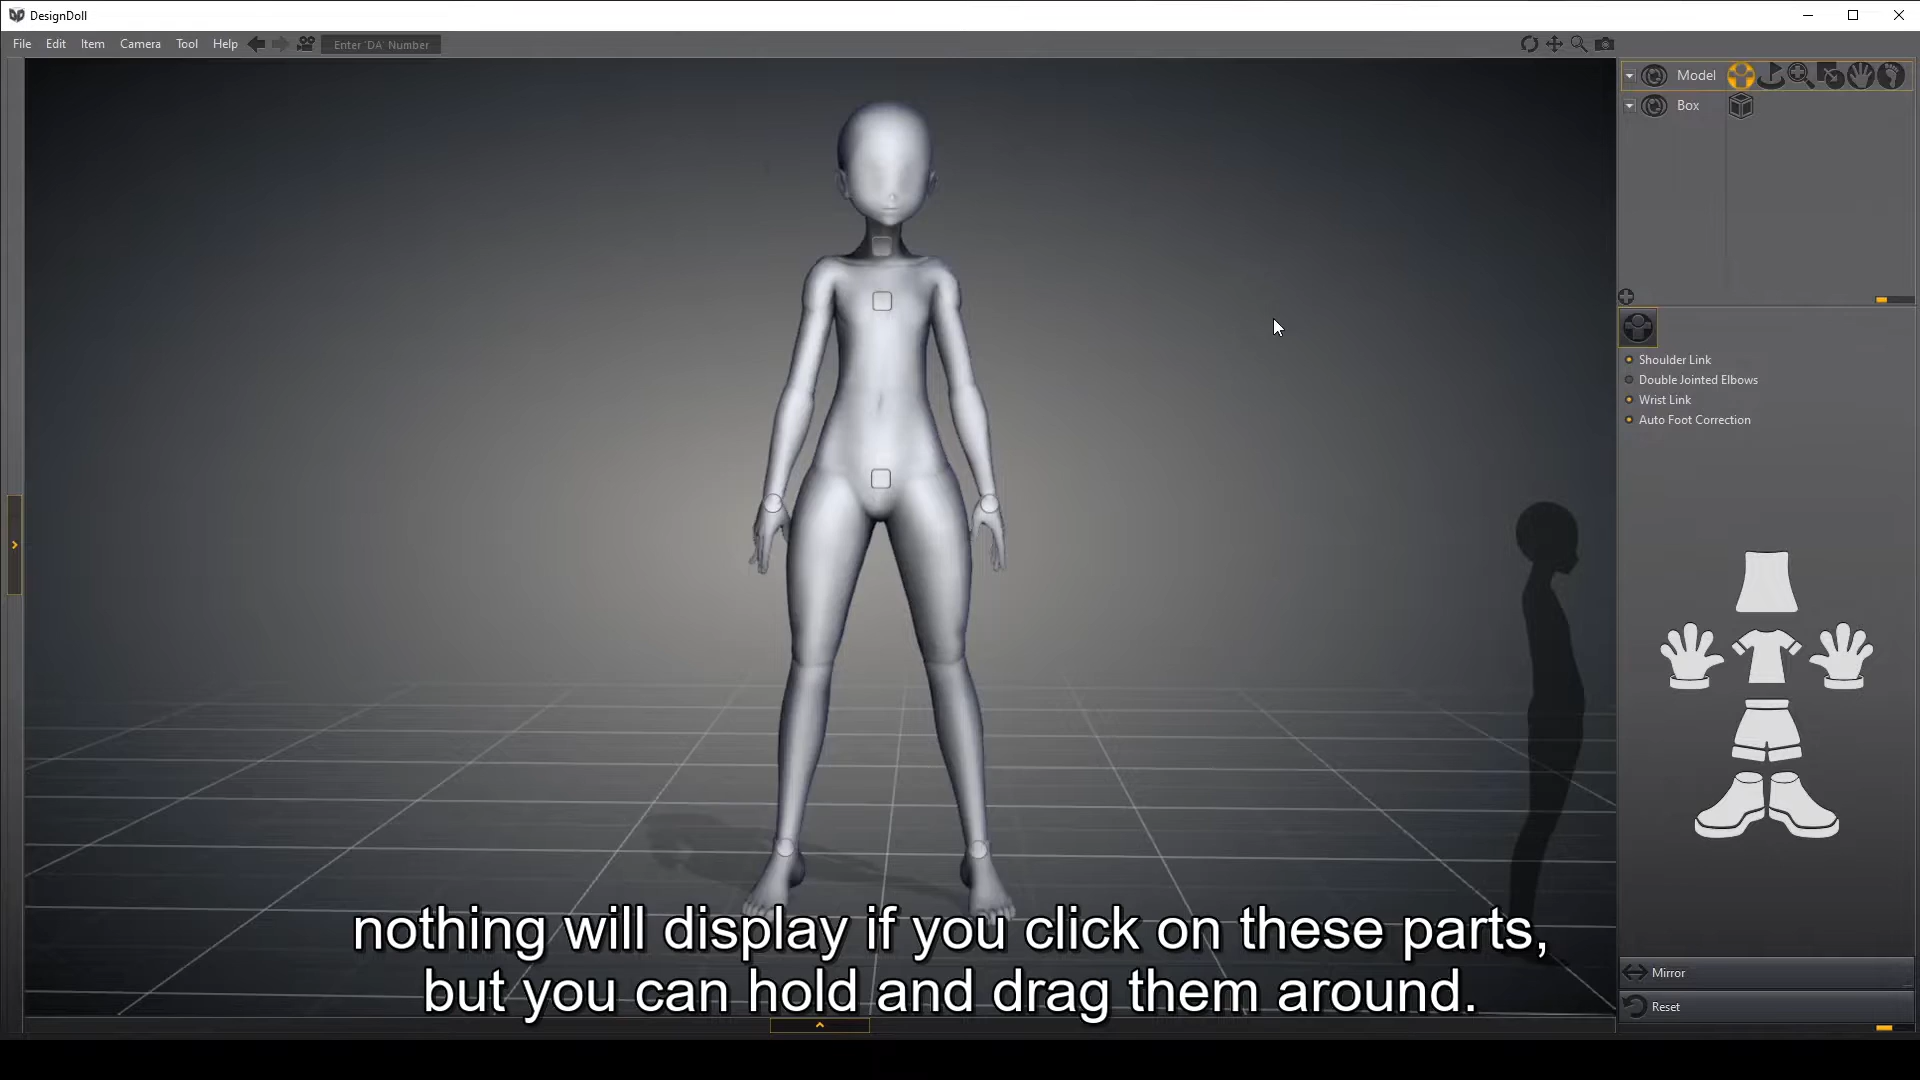 DesignDoll
File Edit Item Camera Tool Help Enter 'DA' Number
Model
Box
Shoulder Link
Double Jointed Elbows
Wrist Link
Auto Foot Correction
nothing will display if you click on these parts,
but you can hold and drag them around.
Mirror
Reset